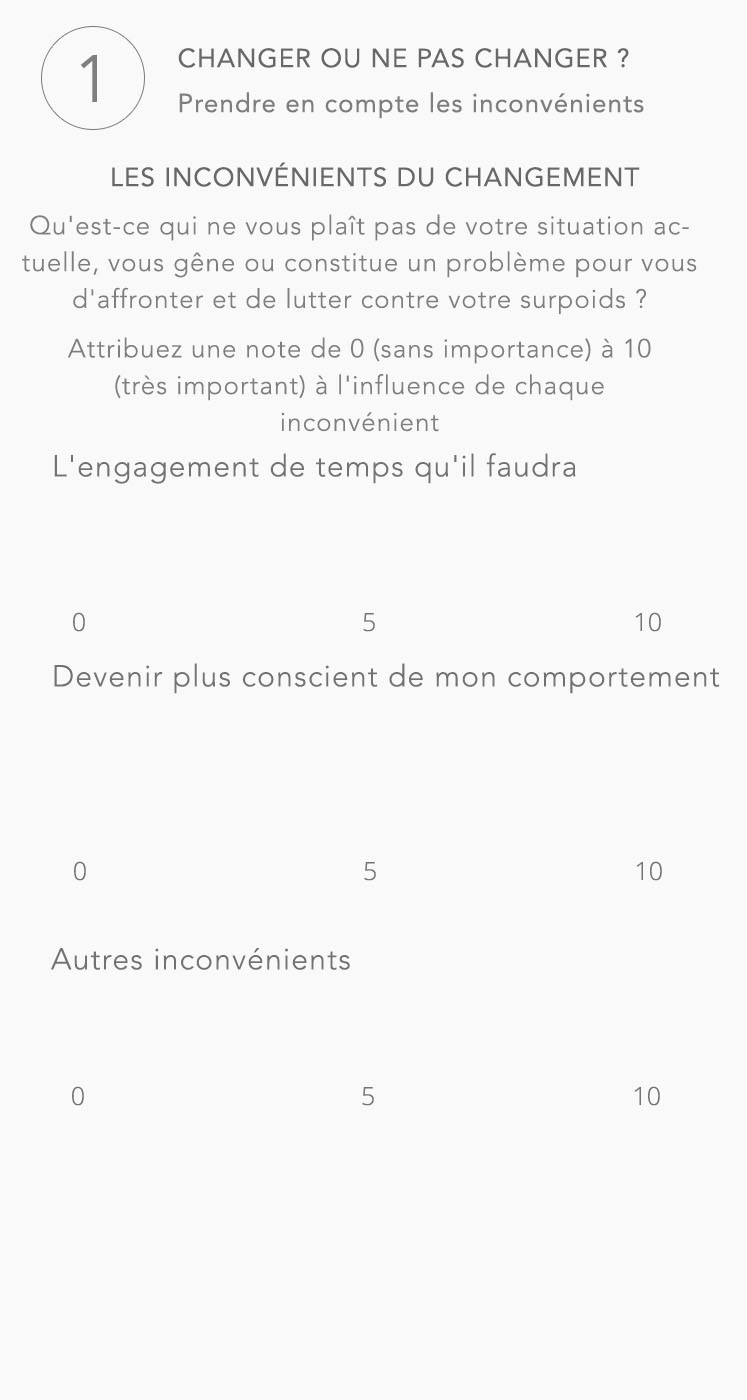 1
CHANGER OU NE PAS CHANGER ?
Prendre en compte les inconvénients
LES INCONVÉNIENTS DU CHANGEMENT
Qu'est-ce qui ne vous plaît pas de votre situation ac-
tuelle, vous gêne ou constitue un problème pour vous
d'affronter et de lutter contre votre surpoids ?
Attribuez une note de 0 (sans importance) à 10
(très important) à l'influence de chaque
inconvénient
L'engagement de temps qu'il faudra
0 5 10
Devenir plus conscient de mon comportement
0 5 10
Autres inconvénients
0 5 10